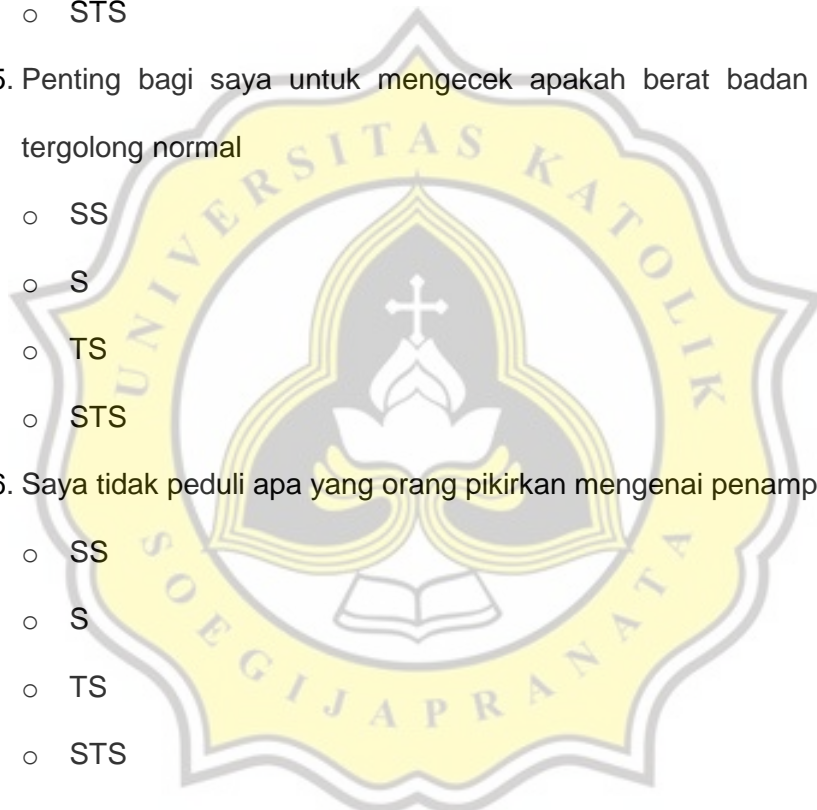 o STS
5. Penting bagi saya untuk mengecek apakah berat badan
tergolong normal
o SS
o S
o TS
o STS
6. Saya tidak peduli apa yang orang pikirkan mengenai
o SS
o S
o TS
o STS
UNIVERSITAS KATOLIK
SOEGIJAPRANATA